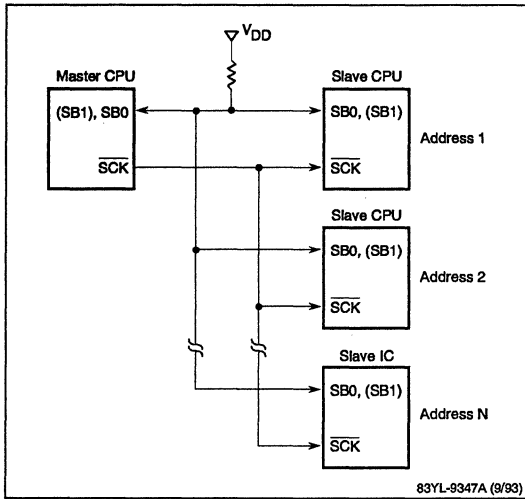 VDD
Master CPU
Slave CPU
(SB1), SB0
SB0, (SB1)
Address 1
SCK
SCK
Slave CPU
SB0, (SB1)
Address 2
SCK
Slave IC
SB0, (SB1)
Address N
SCK
83YL-9347A (9/93)